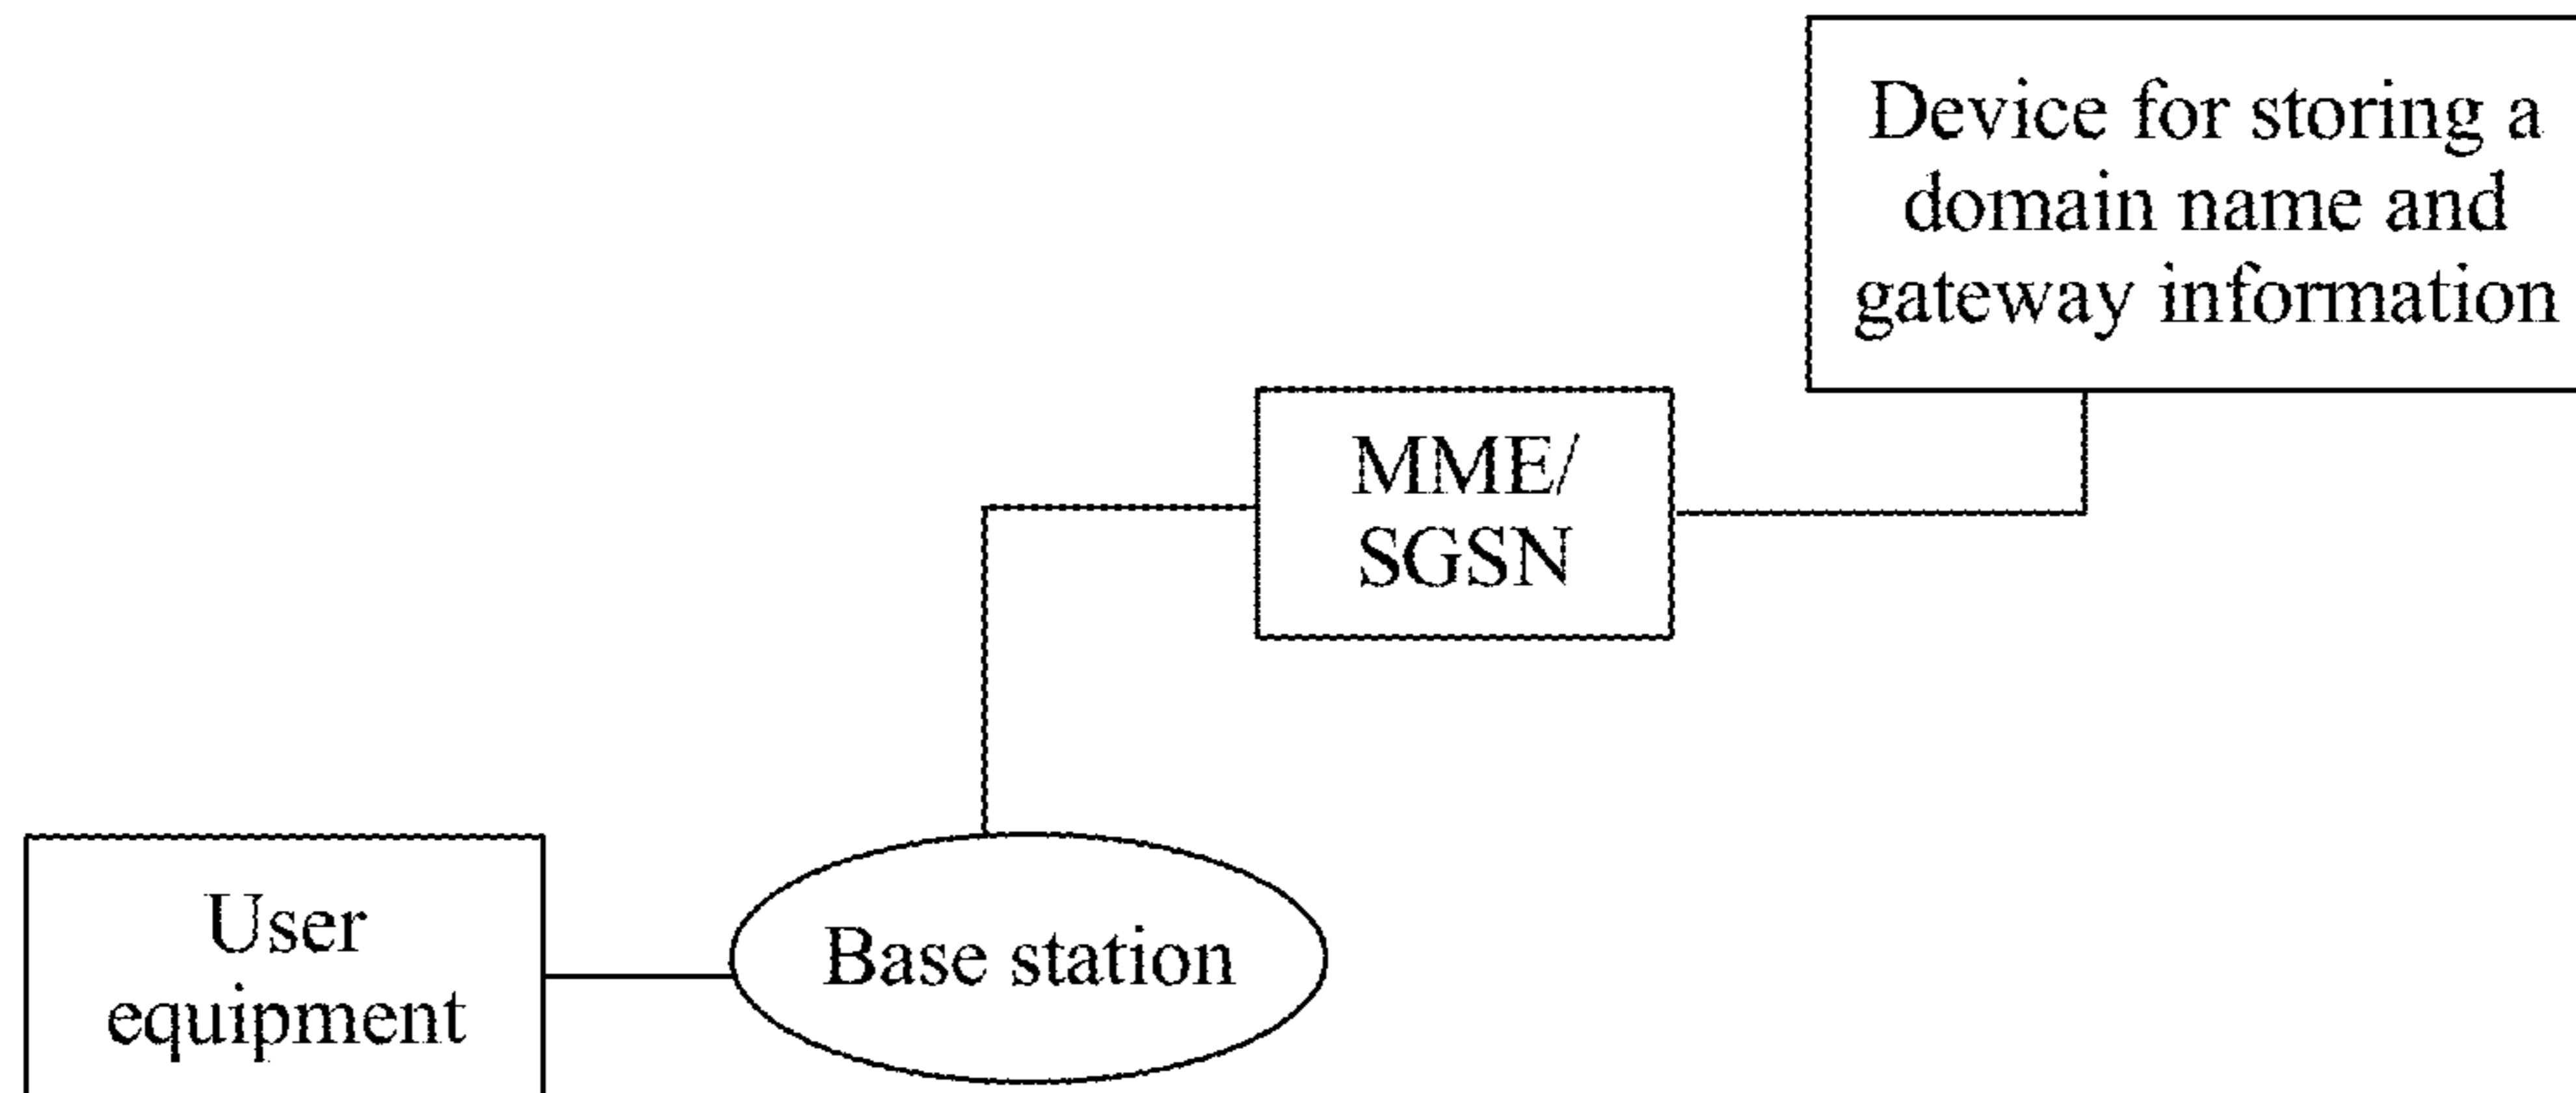 Device for storing a
domain name and
gateway information
MME/
SGSN
User
equipment
Base station